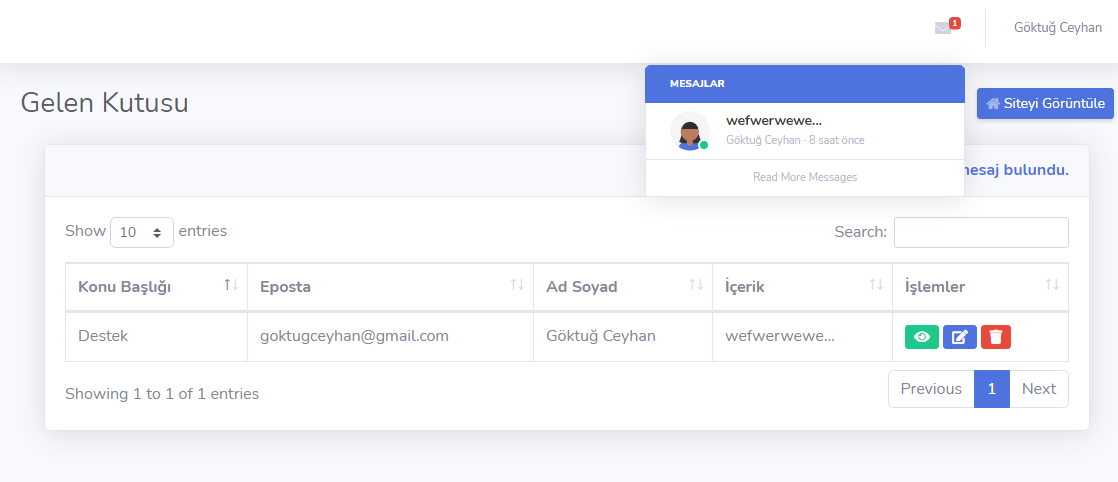 1
Göktuğ Ceyhan
MESAJLAR
wefwerwewe...
Göktuğ Ceyhan · 8 saat önce
Read More Messages
Gelen Kutusu
Siteyi Görüntüle
bulundu.
Show 10 entries
Search:
Konu Başlığı Eposta Ad Soyad İçerik İşlemler
Destek goktugceyhan@gmail.com Göktuğ Ceyhan wefwerwewe...
Showing 1 to 1 of 1 entries
Previous 1 Next